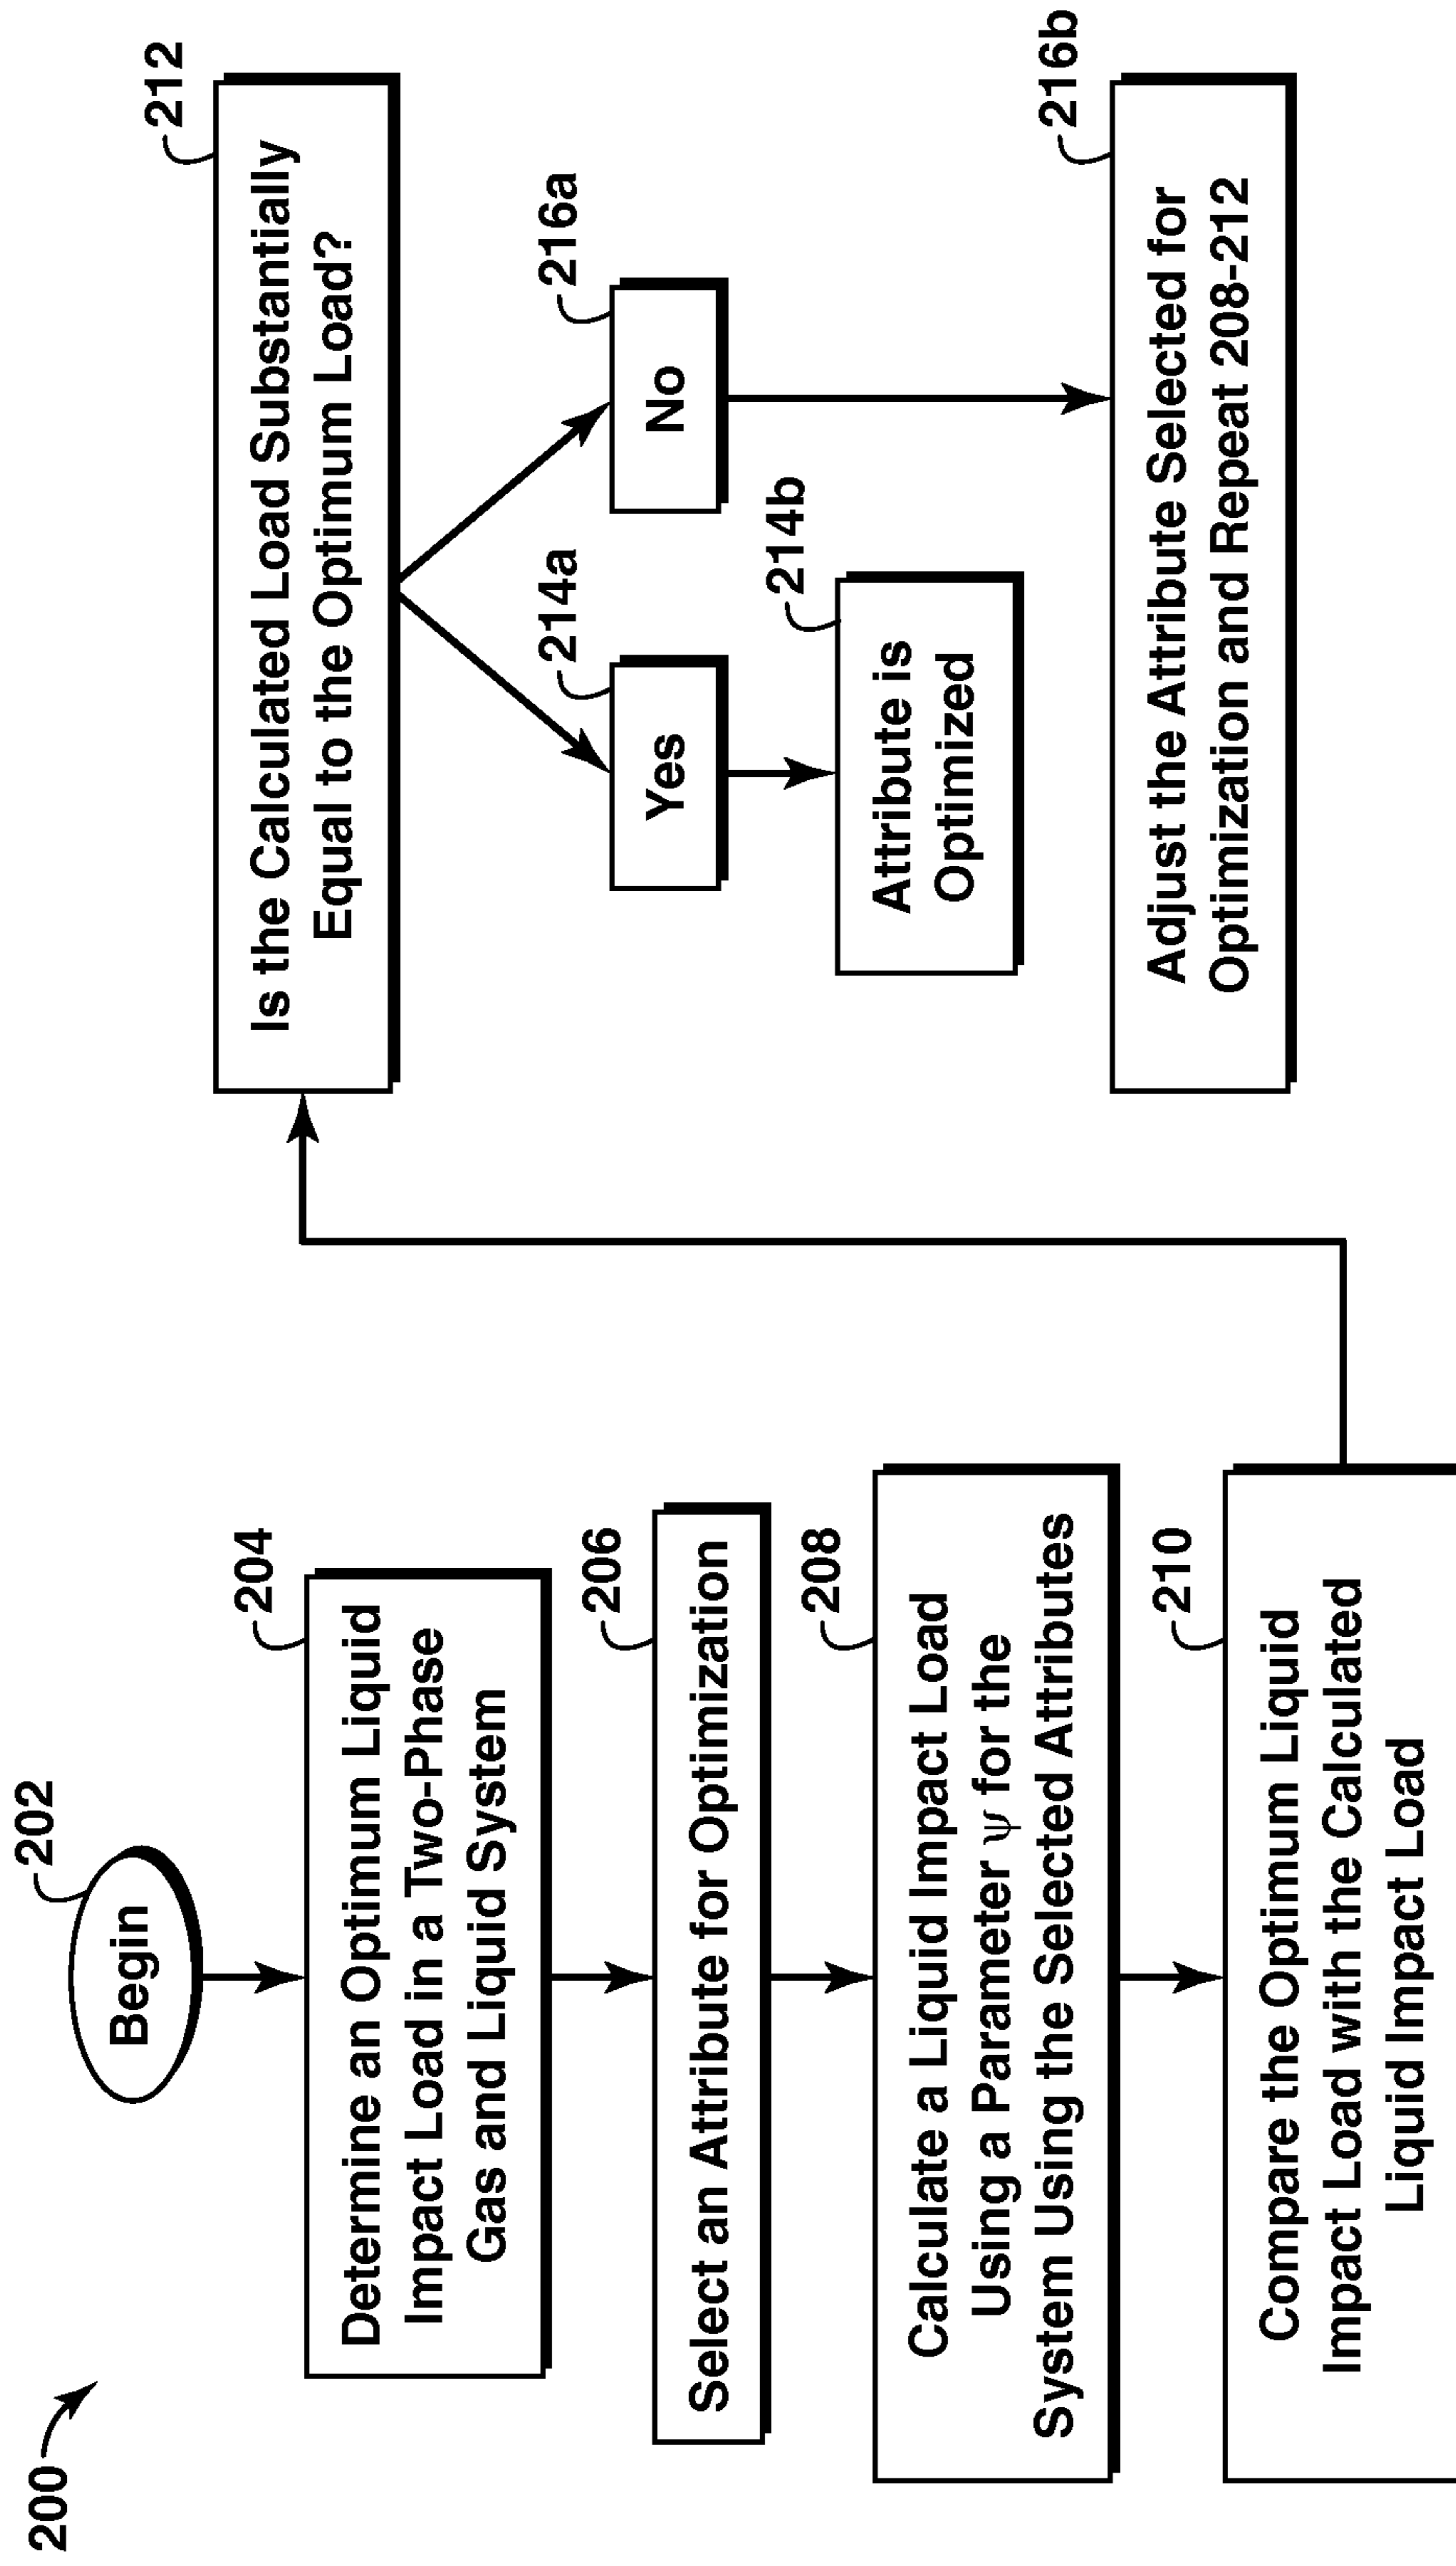 200
202
Begin
204
Determine an Optimum Liquid
Impact Load in a Two-Phase
Gas and Liquid System
206
Select an Attribute for Optimization
208
Calculate a Liquid Impact Load
Using a Parameter ψ for the
System Using the Selected Attributes
210
Compare the Optimum Liquid
Impact Load with the Calculated
Liquid Impact Load
212
Is the Calculated Load Substantially
Equal to the Optimum Load?
214a
Yes
216a
No
214b
Attribute is
Optimized
216b
Adjust the Attribute Selected for
Optimization and Repeat 208-212